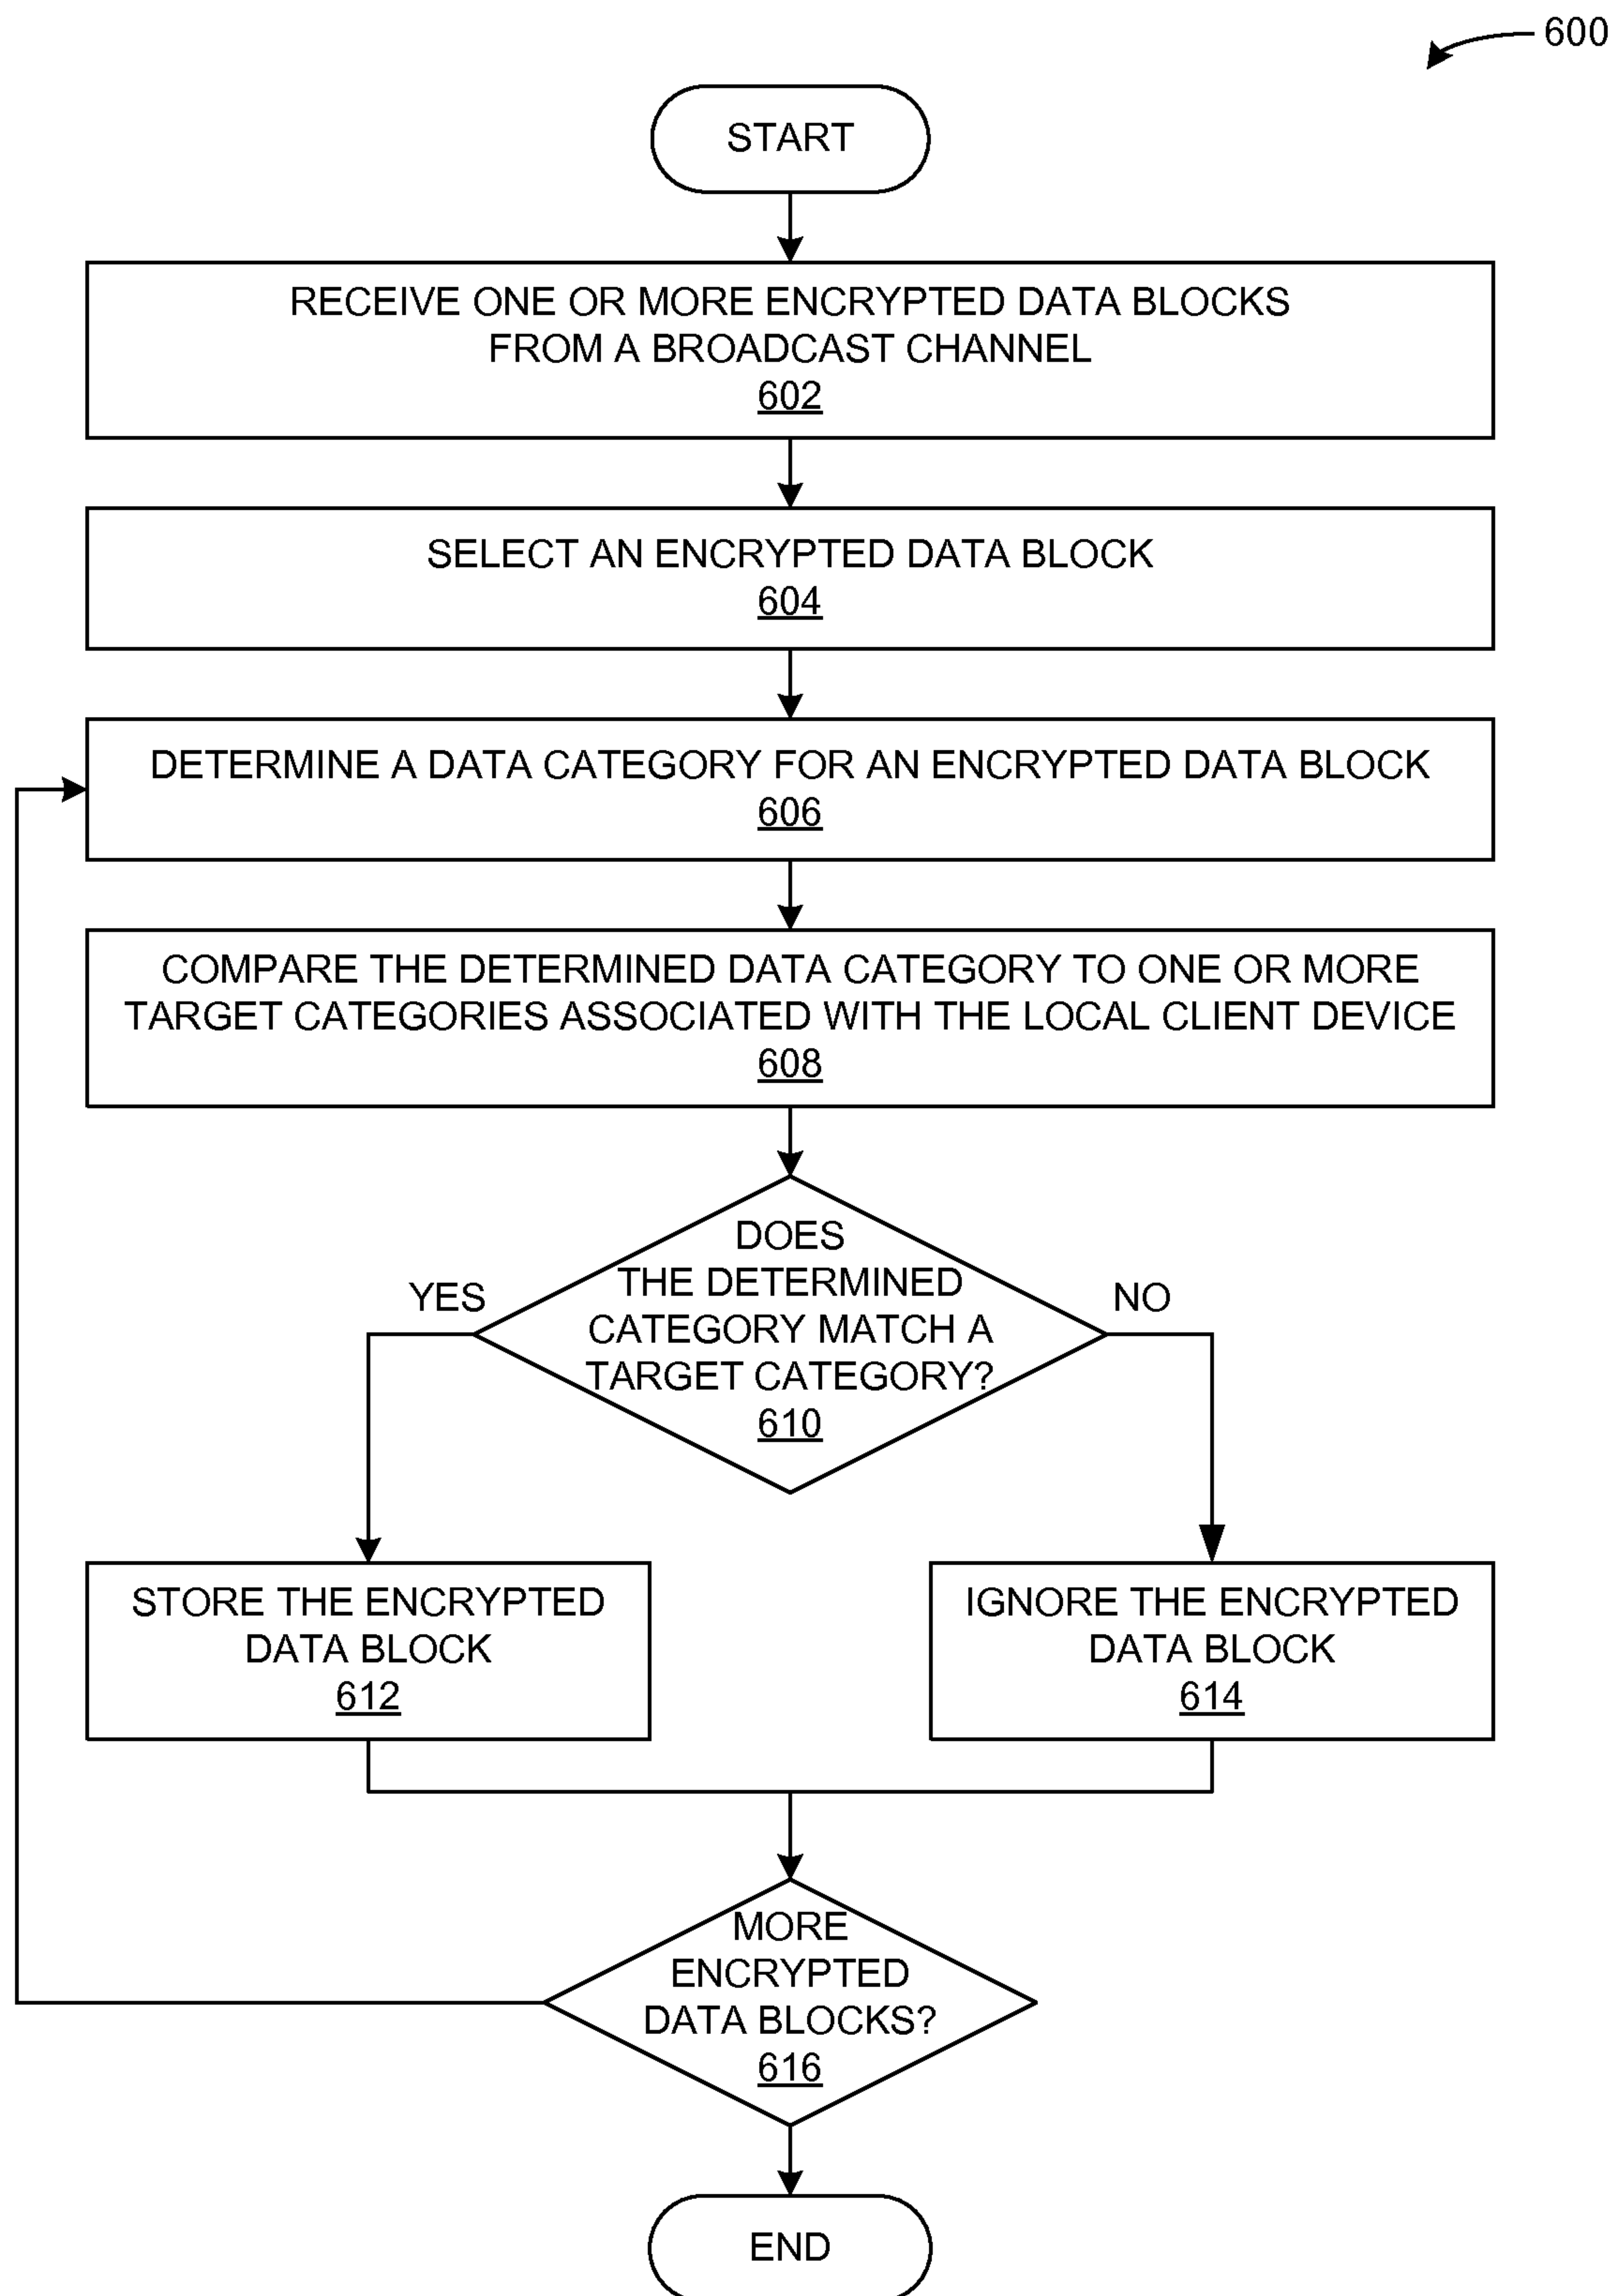 600
START
RECEIVE ONE OR MORE ENCRYPTED DATA BLOCKS
FROM A BROADCAST CHANNEL
602
SELECT AN ENCRYPTED DATA BLOCK
604
DETERMINE A DATA CATEGORY FOR AN ENCRYPTED DATA BLOCK
606
COMPARE THE DETERMINED DATA CATEGORY TO ONE OR MORE
TARGET CATEGORIES ASSOCIATED WITH THE LOCAL CLIENT DEVICE
608
DOES
THE DETERMINED
CATEGORY MATCH A
TARGET CATEGORY?
610
YES
NO
STORE THE ENCRYPTED
DATA BLOCK
612
IGNORE THE ENCRYPTED
DATA BLOCK
614
MORE
ENCRYPTED
DATA BLOCKS?
616
END